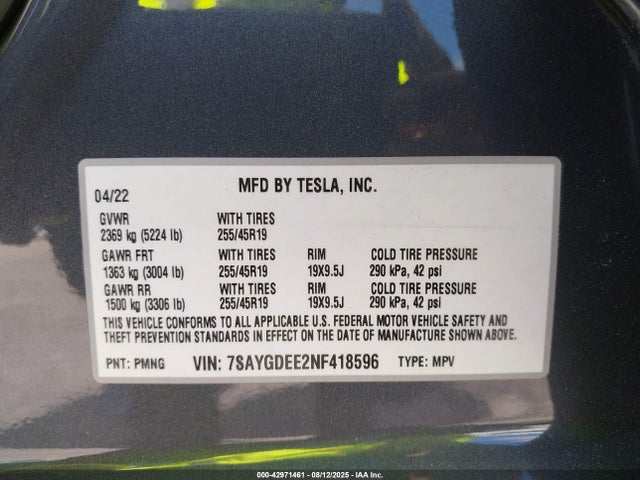 MFD BY TESLA, INC.
04/22
GVWR WITH TIRES
2369 kg (5224 lb) 255/45R19
GAWR FRT WITH TIRES RIM COLD TIRE PRESSURE
1363 kg (3004 lb) 255/45R19 19X9.5J 290 kPa, 42 psi
GAWR RR WITH TIRES RIM COLD TIRE PRESSURE
1500 kg (3306 lb) 255/45R19 19X9.5J 290 kPa, 42 psi
THIS VEHICLE CONFORMS TO ALL APPLICABLE U.S. FEDERAL MOTOR VEHICLE SAFETY AND
THEFT PREVENTION STANDARDS IN EFFECT ON THE DATE OF MANUFACTURE SHOWN ABOVE.
PNT: PMNG VIN: 7SAYGDEE2NF418596 TYPE: MPV
000-42971461 - 08/12/2025 - IAA Inc.